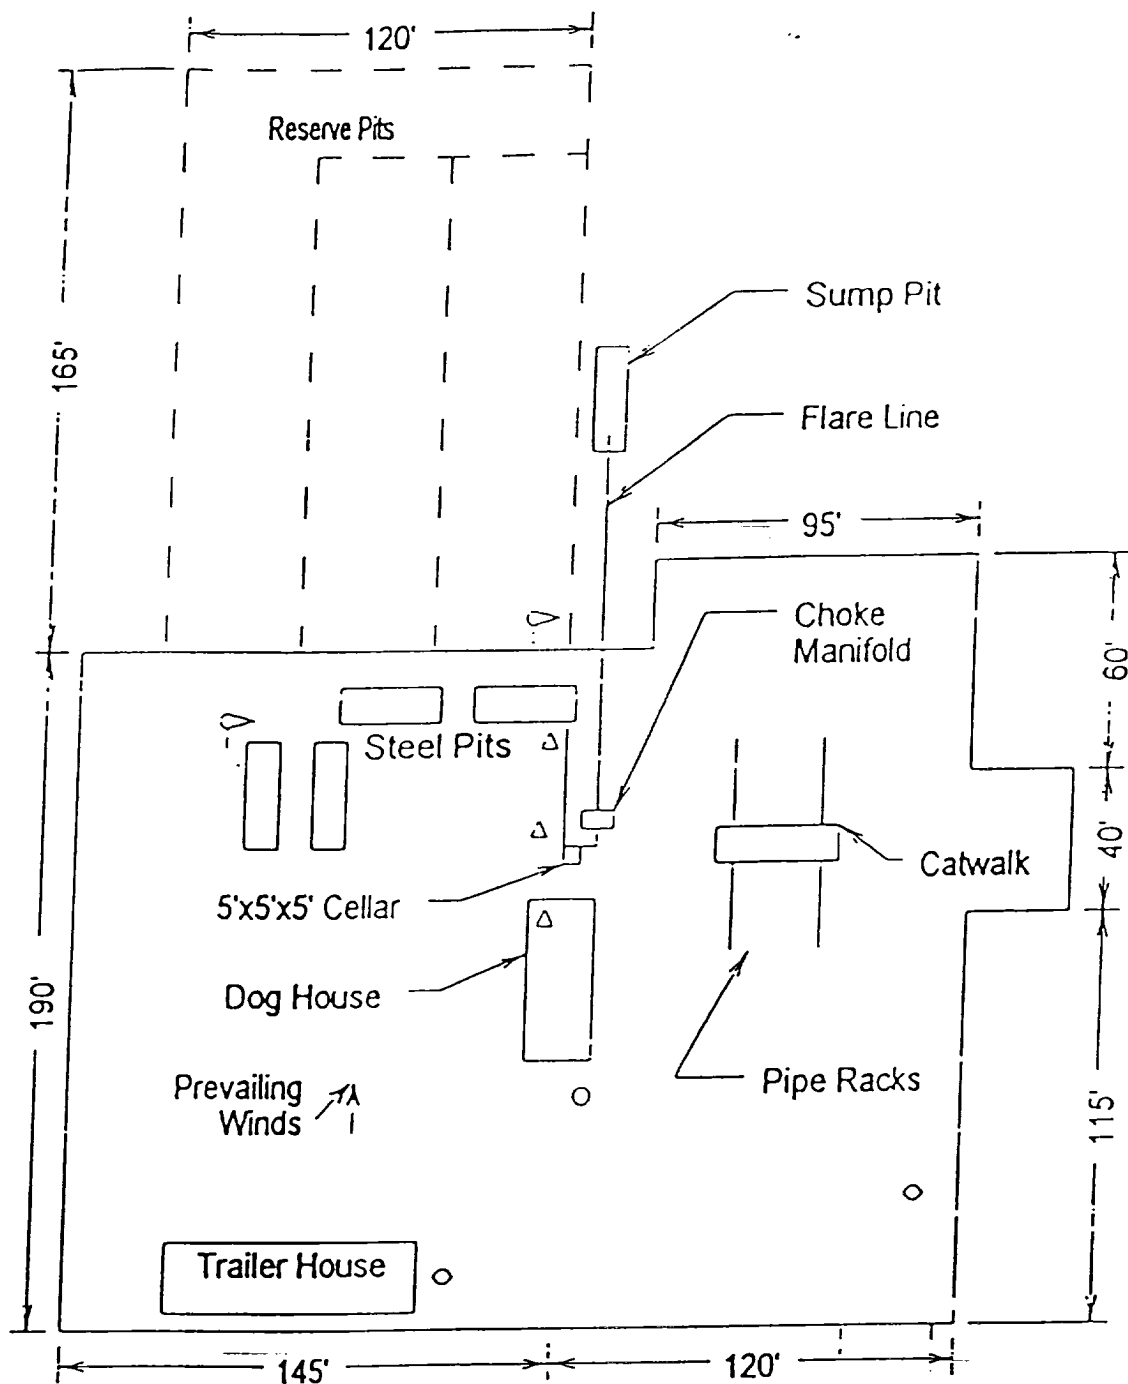 120'
Reserve Pits
165'
Sump Pit
Flare Line
95'
Choke
Manifold
60'
Steel Pits
40'
Catwalk
5'x5'x5' Cellar
190'
Dog House
Prevailing
Winds
Pipe Racks
115'
Trailer House
145'
120'